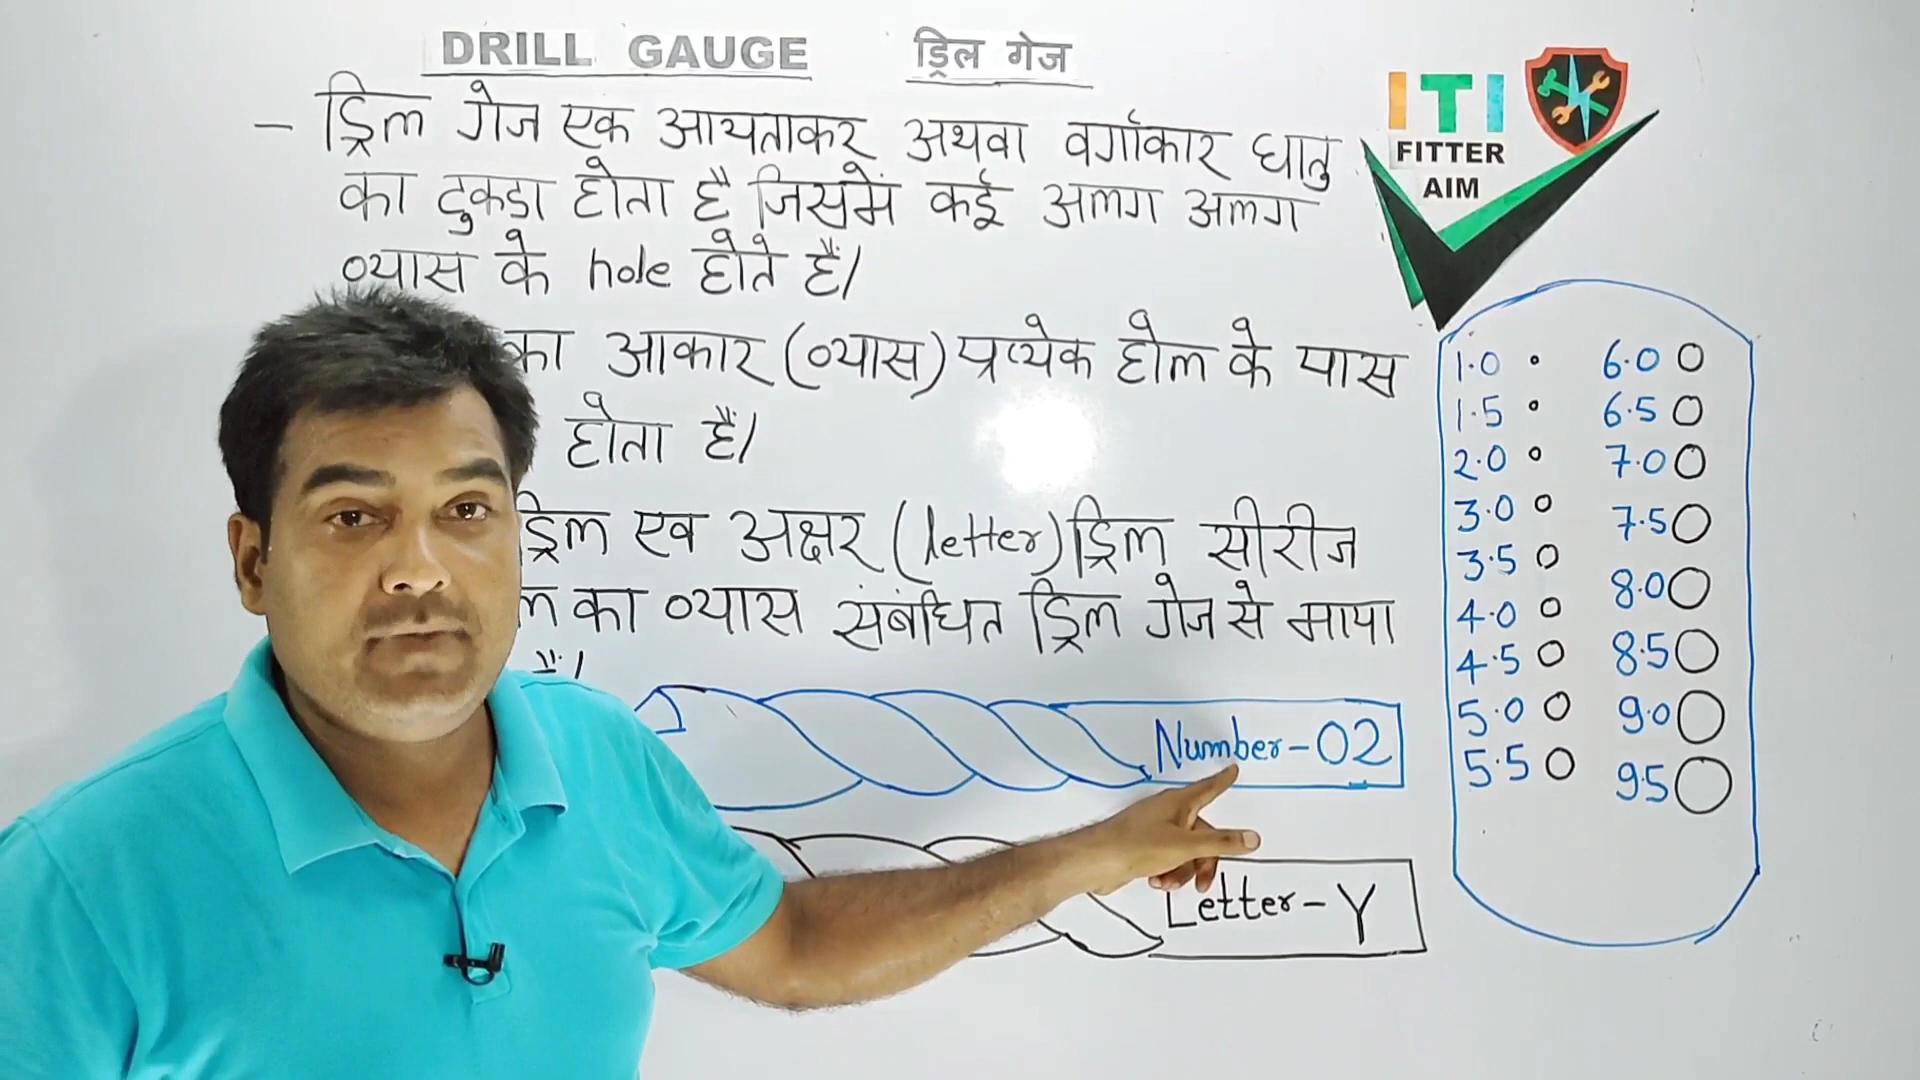 DRILL GAUGE ड्रिल गेज
ITI
FITTER
AIM
– ड्रिल गेज एक आयताकर अथवा वर्गाकार धातु
का टुकडा होता है जिसमें कई अलग अलग
व्यास के hole होते हैं।
का आकार (व्यास) प्रत्येक होल के पास
होता हैं।
ड्रिल एव अक्षर (letter) ड्रिल सीरीज
का व्यास संबंधित ड्रिल गेज से मापा
Number-02
Letter-Y
1.0 6.0
1.5 6.5
2.0 7.0
3.0 7.5
3.5 8.0
4.0 8.5
4.5 9.0
5.0 95
5.5